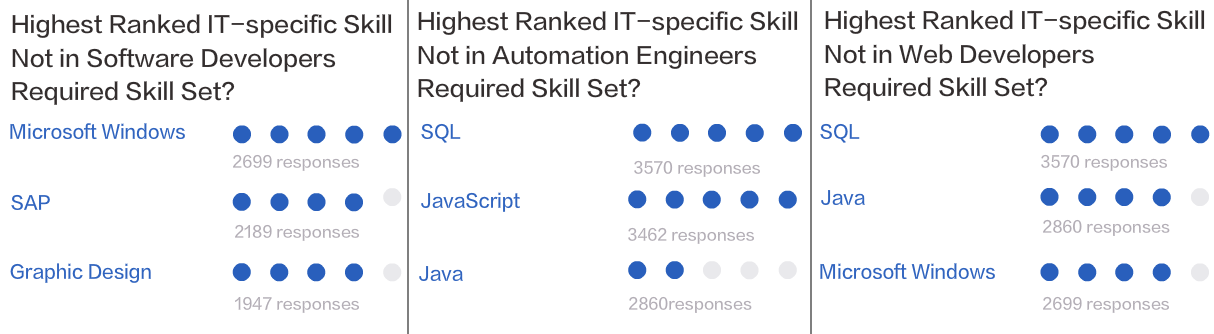 Highest Ranked IT-specific Skill
Not in Software Developers
Required Skill Set?
Microsoft Windows
2699 responses
SAP
2189 responses
Graphic Design
1947 responses
Highest Ranked IT-specific Skill
Not in Automation Engineers
Required Skill Set?
SQL
3570 responses
JavaScript
3462 responses
Java
2860responses
Highest Ranked IT-specific Skill
Not in Web Developers
Required Skill Set?
SQL
3570 responses
Java
2860 responses
Microsoft Windows
2699 responses